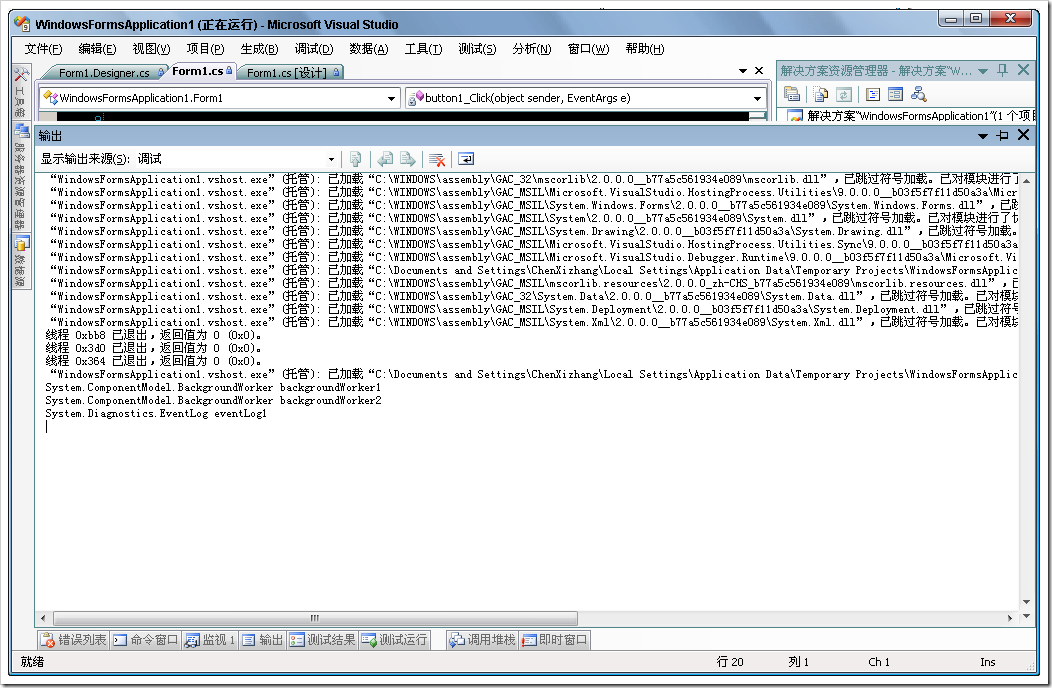 WindowsFormsApplication1 (正在运行) - Microsoft Visual Studio
文件(F) 编辑(E) 视图(V) 项目(P) 生成(B) 调试(D) 数据(A) 工具(T) 测试(S) 分析(N) 窗口(W) 帮助(H)
Form1.Designer.cs Form1.cs Form1.cs [设计]
解决方案资源管理器 - 解决方案“W...
WindowsFormsApplication1.Form1
button1_Click(object sender, EventArgs e)
解决方案“WindowsFormsApplication1”(1 个项目
工具箱
服务器资源管理器
数据源
输出
显示输出来源(S): 调试
“WindowsFormsApplication1.vshost.exe”(托管): 已加载“C:\WINDOWS\assembly\GAC_32\mscorlib\2.0.0.0__b77a5c561934e089\mscorlib.dll”，已跳过符号加载。已对模块进行了
“WindowsFormsApplication1.vshost.exe”(托管): 已加载“C:\WINDOWS\assembly\GAC_MSIL\Microsoft.VisualStudio.HostingProcess.Utilities\9.0.0.0__b03f5f7f11d50a3a\Micr
“WindowsFormsApplication1.vshost.exe”(托管): 已加载“C:\WINDOWS\assembly\GAC_MSIL\System.Windows.Forms\2.0.0.0__b77a5c561934e089\System.Windows.Forms.dll”，已跳
“WindowsFormsApplication1.vshost.exe”(托管): 已加载“C:\WINDOWS\assembly\GAC_MSIL\System\2.0.0.0__b77a5c561934e089\System.dll”，已跳过符号加载。已对模块进行了优
“WindowsFormsApplication1.vshost.exe”(托管): 已加载“C:\WINDOWS\assembly\GAC_MSIL\System.Drawing\2.0.0.0__b03f5f7f11d50a3a\System.Drawing.dll”，已跳过符号加载。
“WindowsFormsApplication1.vshost.exe”(托管): 已加载“C:\WINDOWS\assembly\GAC_MSIL\Microsoft.VisualStudio.HostingProcess.Utilities.Sync\9.0.0.0__b03f5f7f11d50a3a
“WindowsFormsApplication1.vshost.exe”(托管): 已加载“C:\WINDOWS\assembly\GAC_MSIL\Microsoft.VisualStudio.Debugger.Runtime\9.0.0.0__b03f5f7f11d50a3a\Microsoft.Vi
“WindowsFormsApplication1.vshost.exe”(托管): 已加载“C:\Documents and Settings\ChenXizhang\Local Settings\Application Data\Temporary Projects\WindowsFormsApplic
“WindowsFormsApplication1.vshost.exe”(托管): 已加载“C:\WINDOWS\assembly\GAC_MSIL\mscorlib.resources\2.0.0.0_zh-CHS_b77a5c561934e089\mscorlib.resources.dll”，已
“WindowsFormsApplication1.vshost.exe”(托管): 已加载“C:\WINDOWS\assembly\GAC_32\System.Data\2.0.0.0__b77a5c561934e089\System.Data.dll”，已跳过符号加载。已对模块
“WindowsFormsApplication1.vshost.exe”(托管): 已加载“C:\WINDOWS\assembly\GAC_MSIL\System.Deployment\2.0.0.0__b03f5f7f11d50a3a\System.Deployment.dll”，已跳过符
“WindowsFormsApplication1.vshost.exe”(托管): 已加载“C:\WINDOWS\assembly\GAC_MSIL\System.Xml\2.0.0.0__b77a5c561934e089\System.Xml.dll”，已跳过符号加载。已对模块
线程 0xbb8 已退出，返回值为 0 (0x0)。
线程 0x3d0 已退出，返回值为 0 (0x0)。
线程 0x364 已退出，返回值为 0 (0x0)。
“WindowsFormsApplication1.vshost.exe”(托管): 已加载“C:\Documents and Settings\ChenXizhang\Local Settings\Application Data\Temporary Projects\WindowsFormsApplic
System.ComponentModel.BackgroundWorker backgroundWorker1
System.ComponentModel.BackgroundWorker backgroundWorker2
System.Diagnostics.EventLog eventLog1
错误列表 命令窗口 监视 1 输出 测试结果 测试运行 调用堆栈 即时窗口
就绪 行 20 列 1 Ch 1 Ins